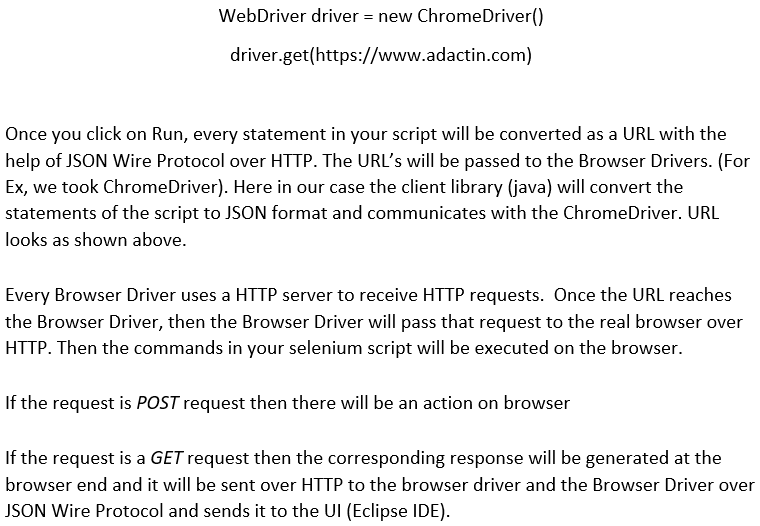 WebDriver driver = new ChromeDriver()
driver.get(https://www.adactin.com)
Once you click on Run, every statement in your script will be converted as a URL with the
help of JSON Wire Protocol over HTTP. The URL’s will be passed to the Browser Drivers. (For
Ex, we took ChromeDriver). Here in our case the client library (java) will convert the
statements of the script to JSON format and communicates with the ChromeDriver. URL
looks as shown above.
Every Browser Driver uses a HTTP server to receive HTTP requests.  Once the URL reaches
the Browser Driver, then the Browser Driver will pass that request to the real browser over
HTTP. Then the commands in your selenium script will be executed on the browser.
If the request is POST request then there will be an action on browser
If the request is a GET request then the corresponding response will be generated at the
browser end and it will be sent over HTTP to the browser driver and the Browser Driver over
JSON Wire Protocol and sends it to the UI (Eclipse IDE).